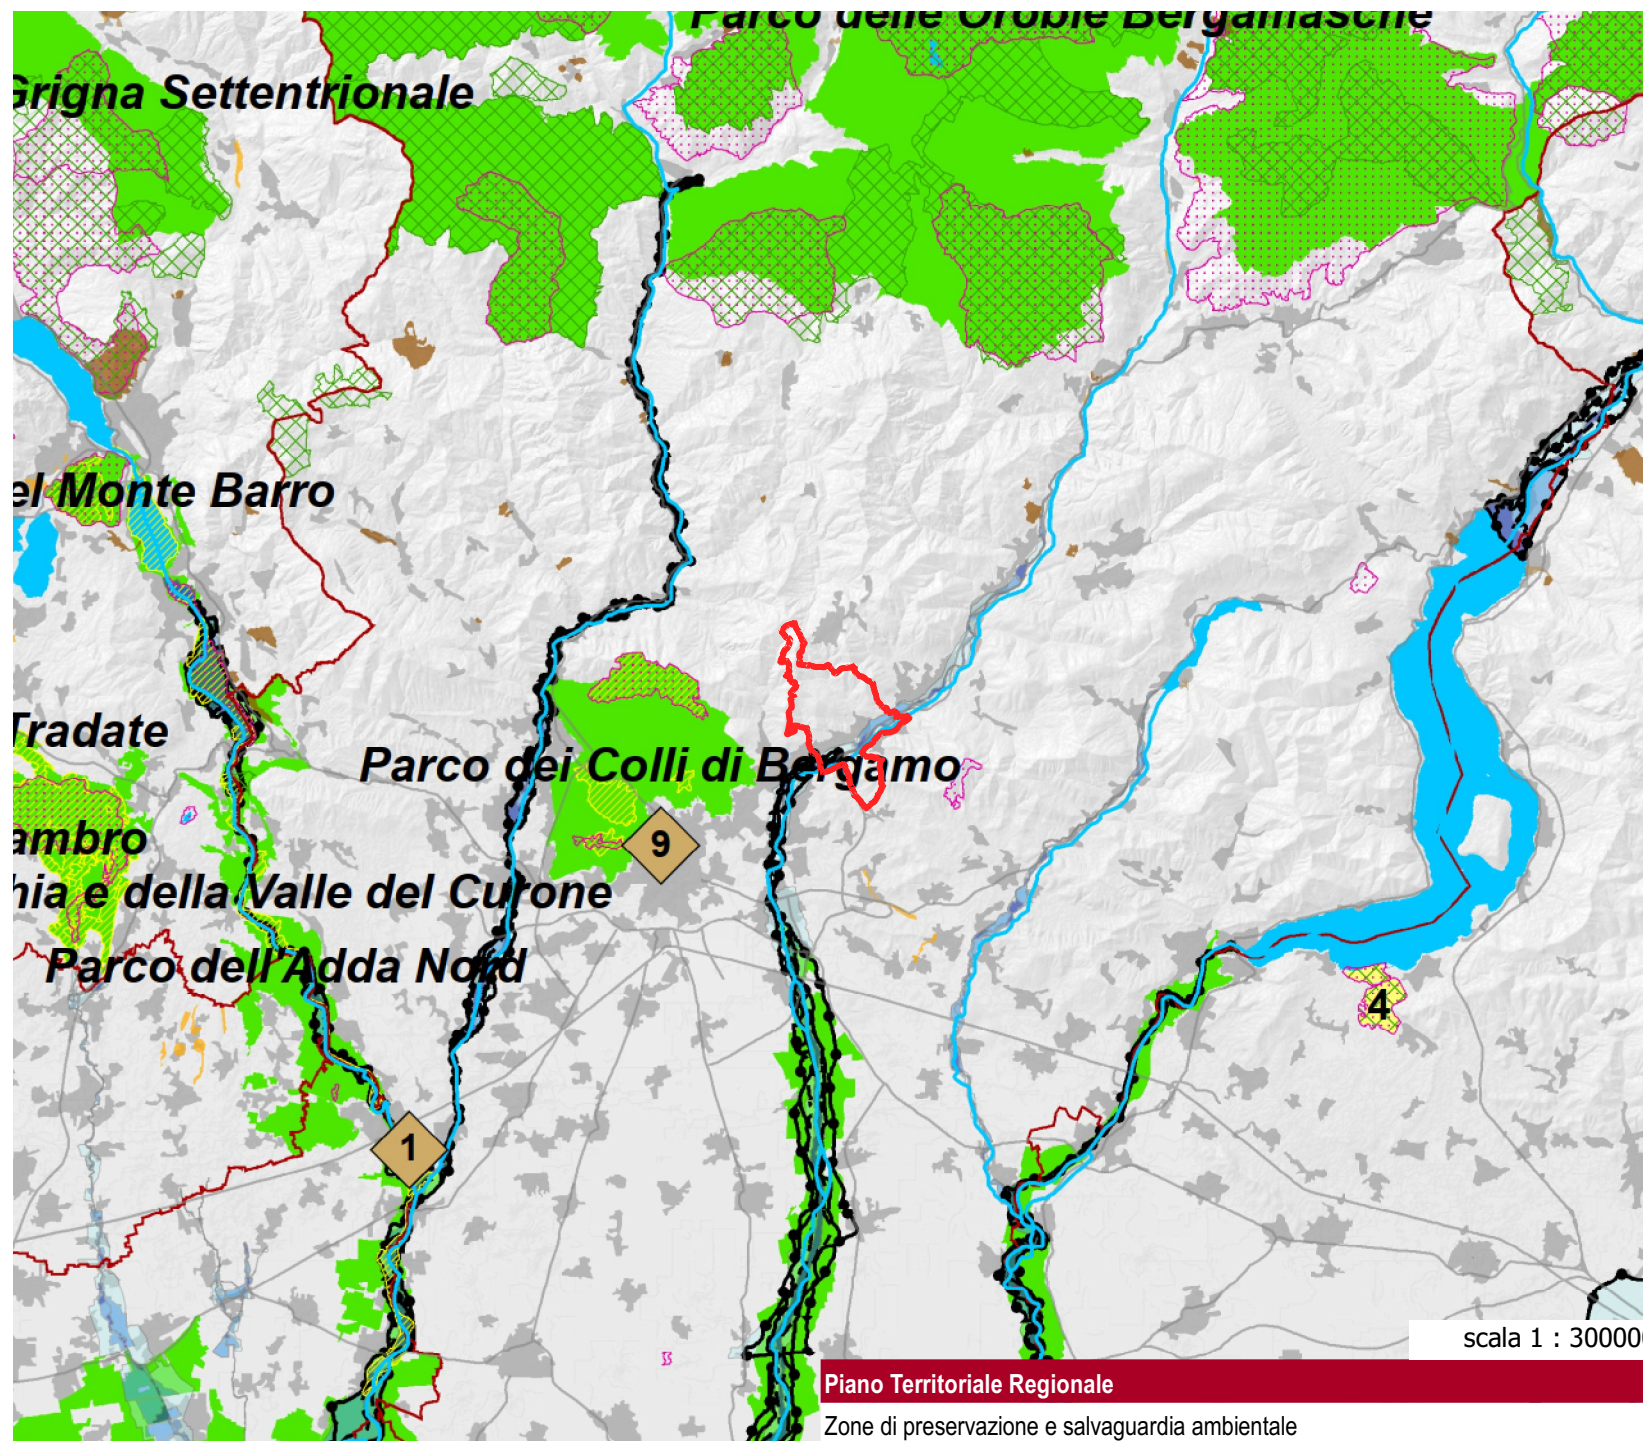 Parco delle Orobie Bergamasche
Grigna Settentrionale
el Monte Barro
Tradate
Parco dei Colli di Bergamo
ambro
9
hia e della Valle del Curone
Parco dell'Adda Nord
4
1
scala 1 : 300000
Piano Territoriale Regionale
Zone di preservazione e salvaguardia ambientale